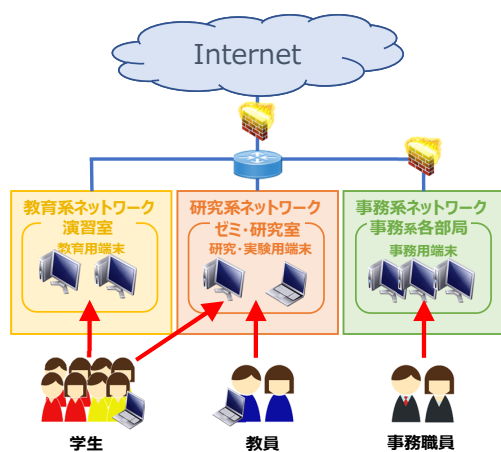 Internet
教育系ネットワーク
演習室
教育用端末
研究系ネットワーク
ゼミ・研究室
研究・実験用端末
事務系ネットワーク
事務系各部局
事務用端末
学生
教員
事務職員